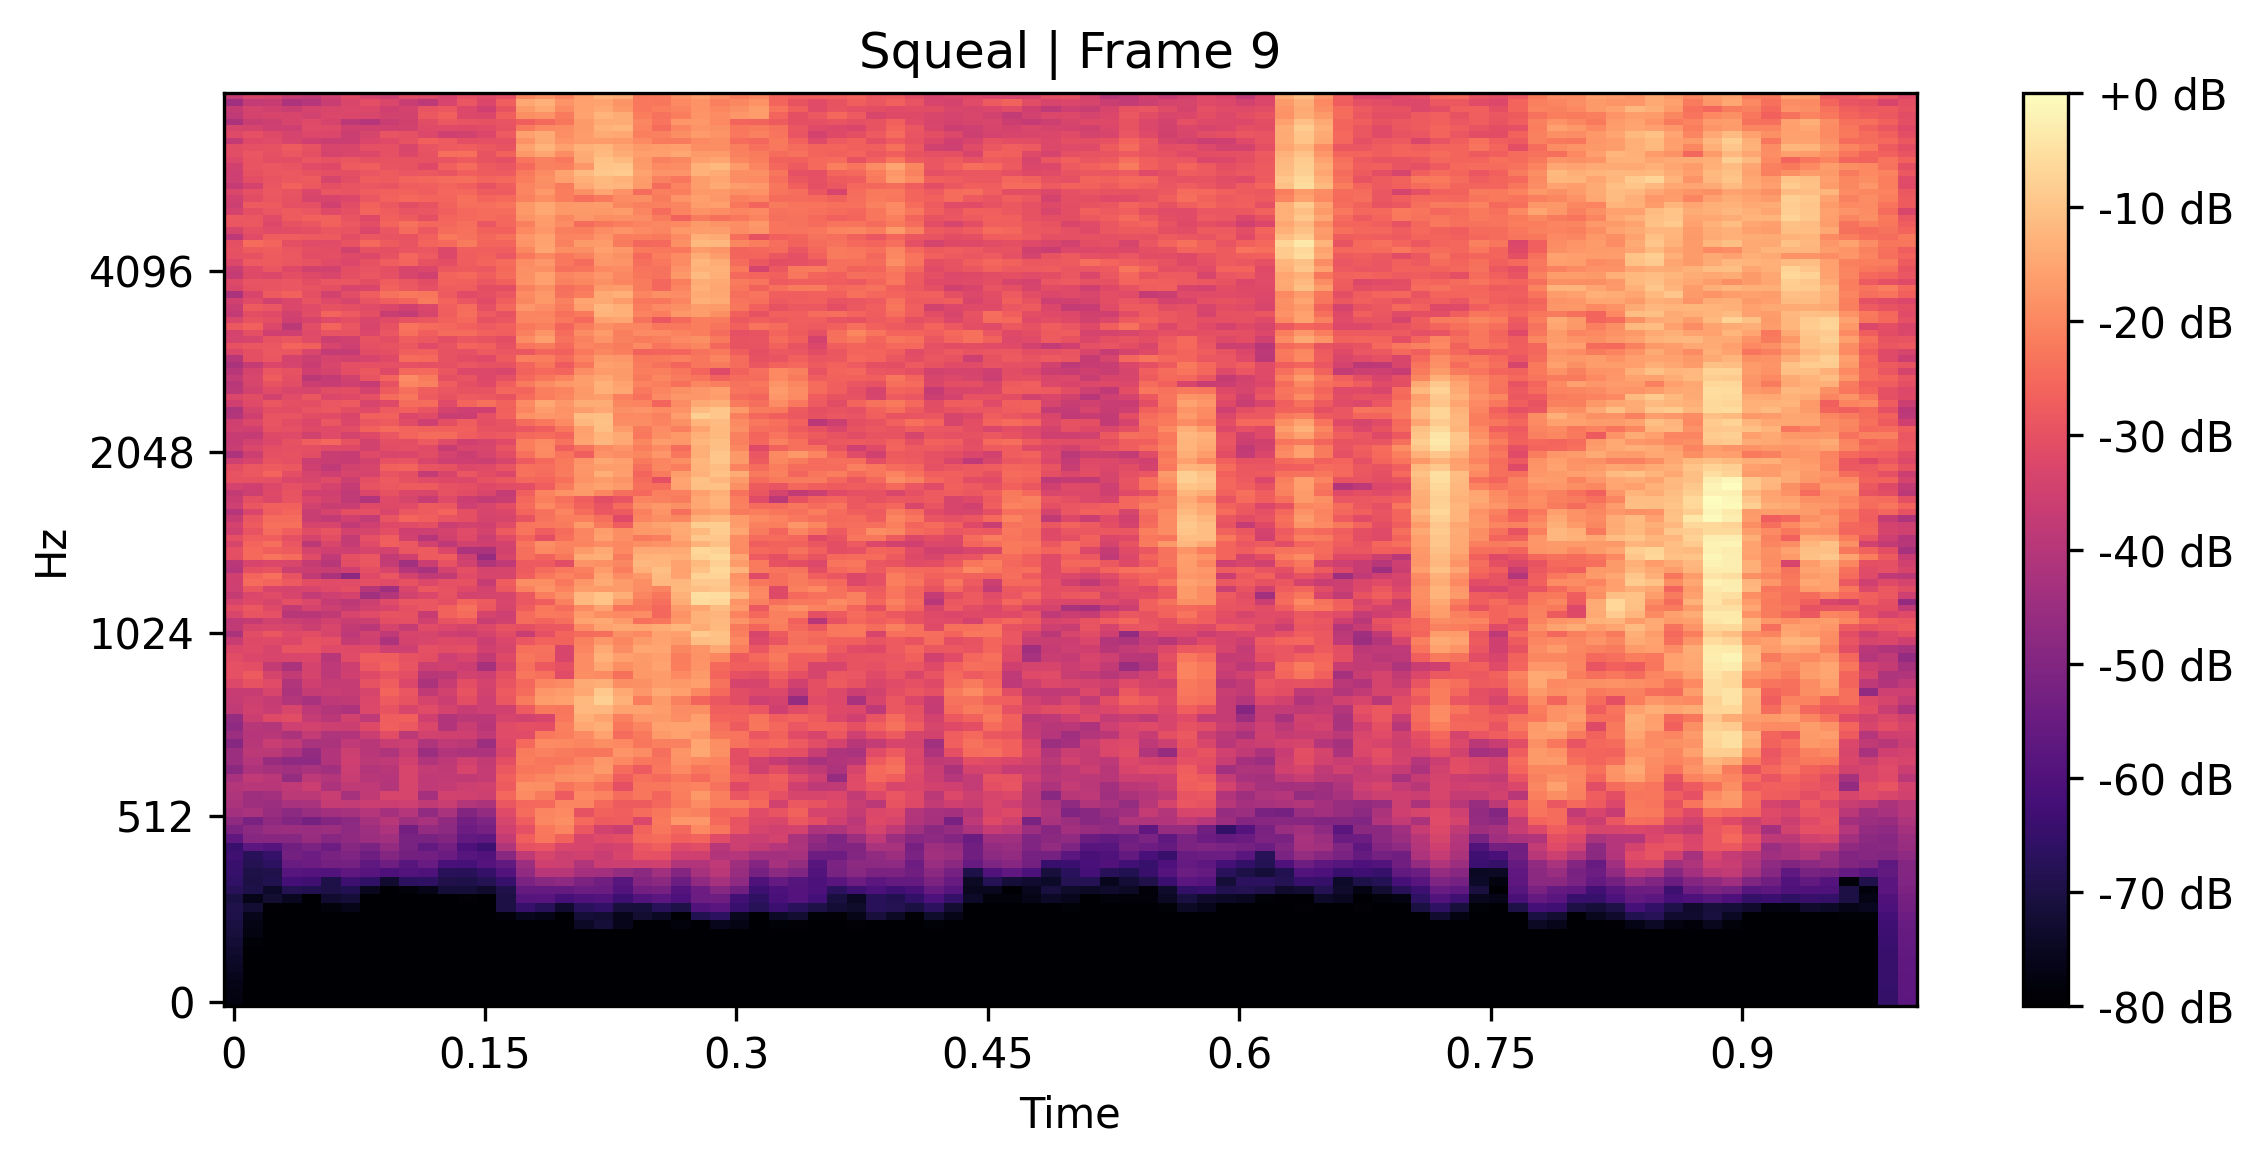 Squeal | Frame 9
Hz
4096
2048
1024
512
0
0 0.15 0.3 0.45 0.6 0.75 0.9
Time
+0 dB
-10 dB
-20 dB
-30 dB
-40 dB
-50 dB
-60 dB
-70 dB
-80 dB